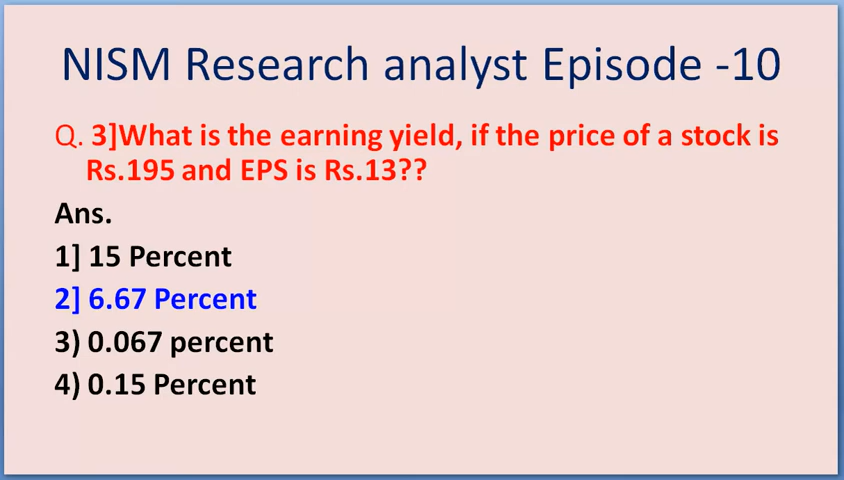 NISM Research analyst Episode -10
Q. 3]What is the earning yield, if the price of a stock is
Rs.195 and EPS is Rs.13??
Ans.
1] 15 Percent
2] 6.67 Percent
3) 0.067 percent
4) 0.15 Percent